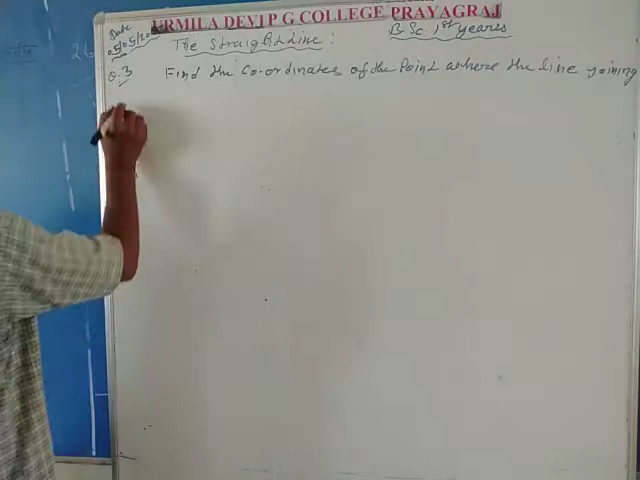 URMILA DEVI P G COLLEGE PRAYAGRAJ
Date
The Straight Line : B.Sc. 1st years
Q.3 Find the Co-ordinates of the Point where the line joining